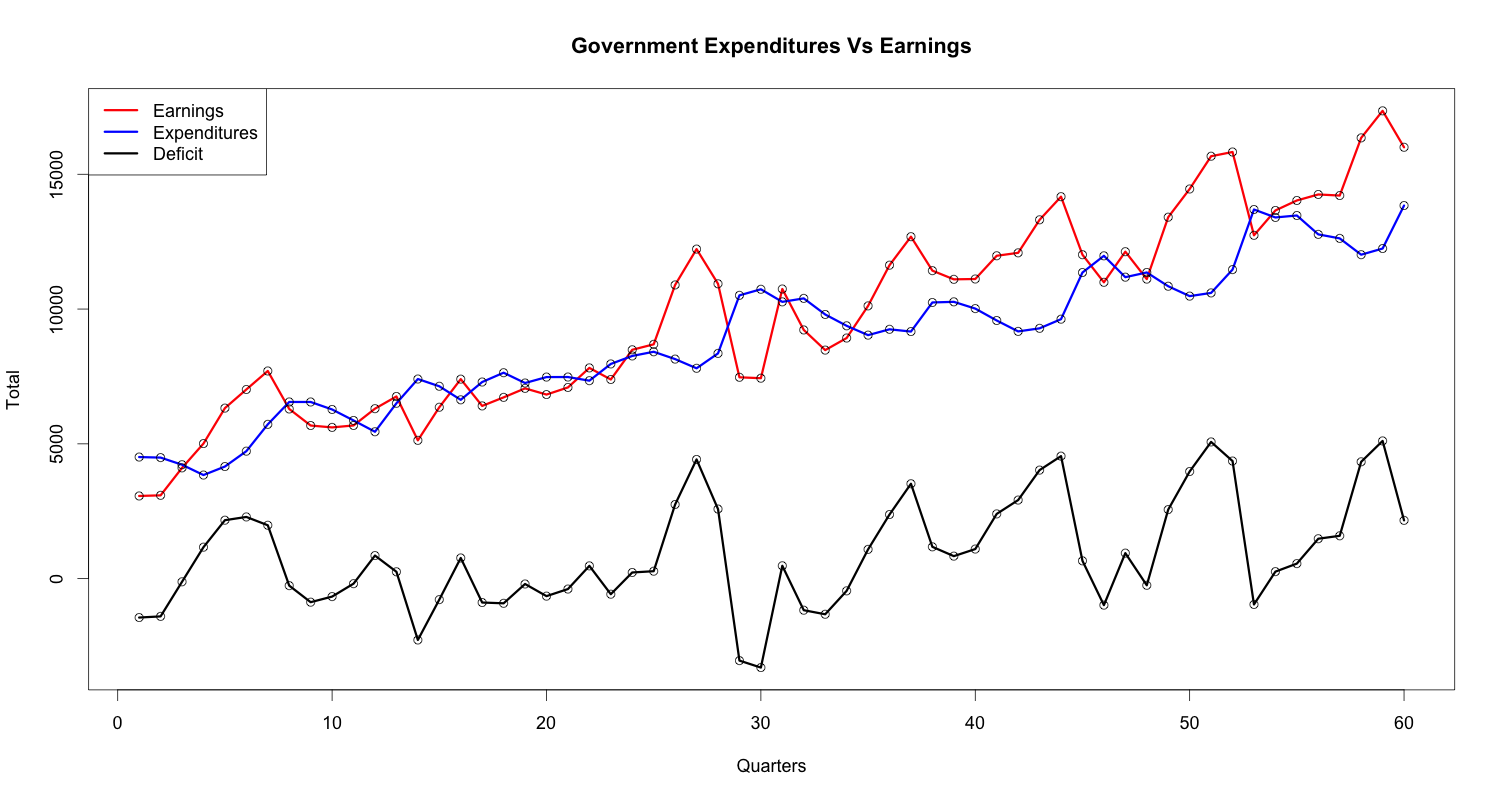 Government Expenditures Vs Earnings
Earnings
Expenditures
Deficit
15000
10000
5000
0
Total
0 10 20 30 40 50 60
Quarters